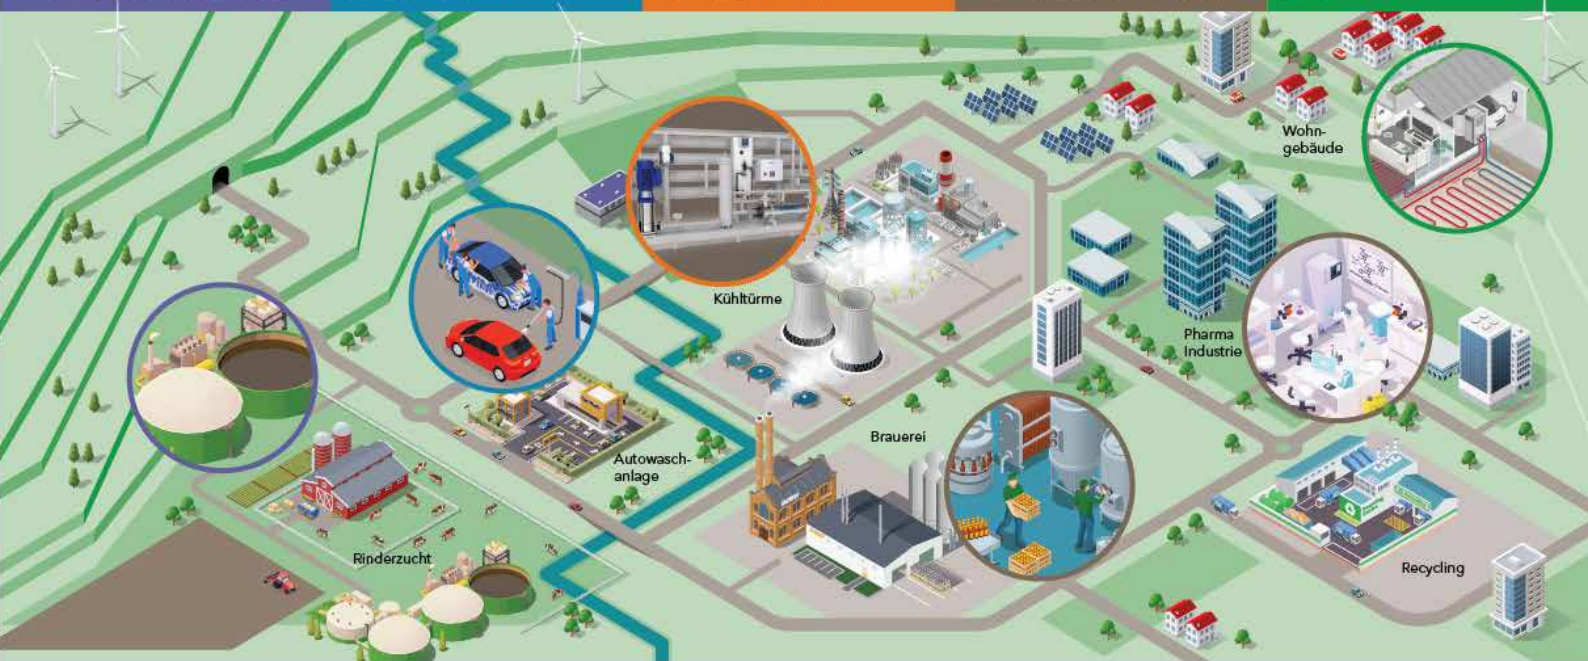 Wohn-
gebäude
Kühltürme
Pharma
Industrie
Brauerei
Autowasch-
anlage
Rinderzucht
Recycling